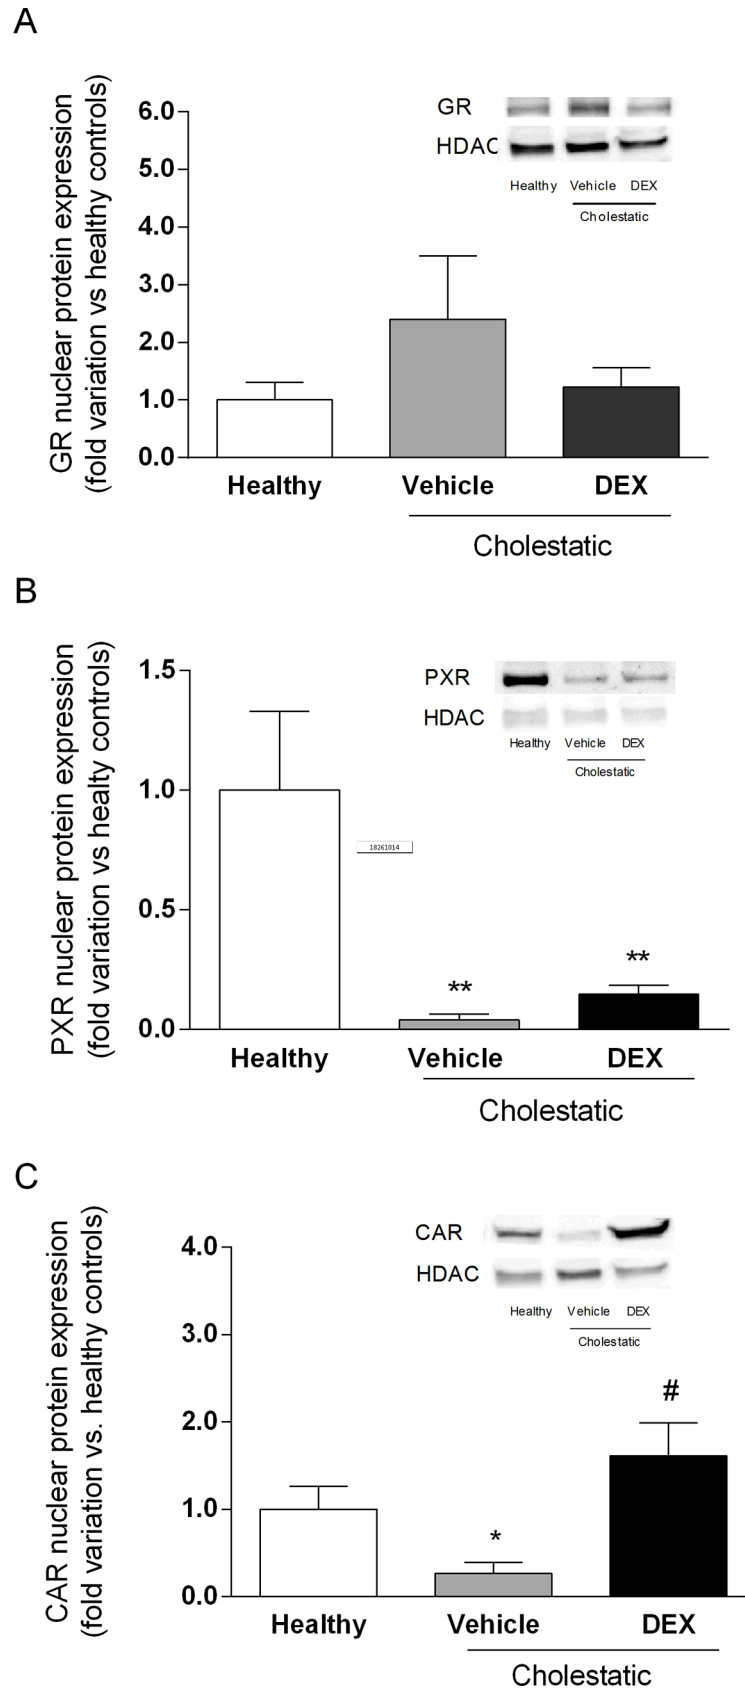 A
GR nuclear protein expression
(fold variation vs healthy controls)
6.0
5.0
4.0
3.0
2.0
1.0
0.0
GR
HDAC
Healthy Vehicle DEX
Cholestatic
Healthy Vehicle DEX
Cholestatic
B
PXR nuclear protein expression
(fold variation vs healty controls)
1.5
1.0
0.5
0.0
PXR
HDAC
Healthy Vehicle DEX
Cholestatic
18261014
** **
Healthy Vehicle DEX
Cholestatic
C
CAR nuclear protein expression
(fold variation vs. healthy controls)
4.0
3.0
2.0
1.0
0.0
CAR
HDAC
Healthy Vehicle DEX
Cholestatic
#
*
Healthy Vehicle DEX
Cholestatic